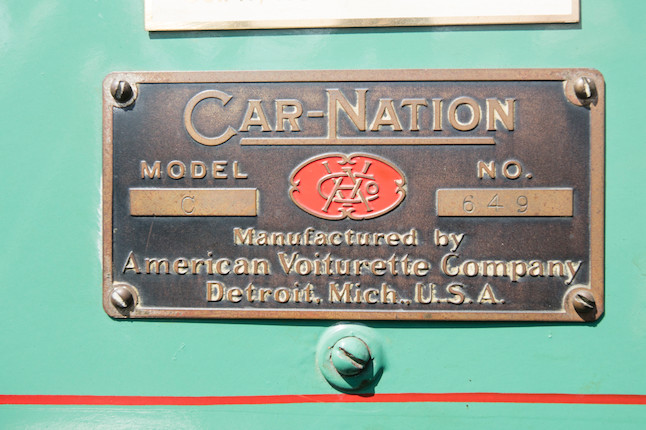 CAR-NATION
MODEL NO.
C 649
Manufactured by
American Voiturette Company
Detroit, Mich., U.S.A.